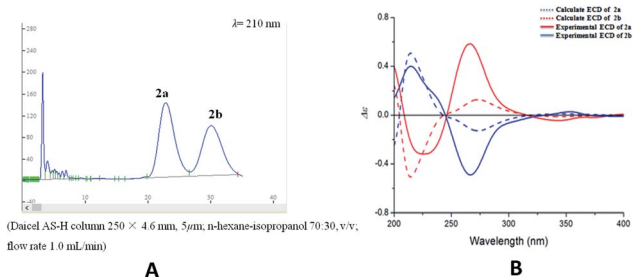 λ= 210 nm
280
240
200
160
120
80
40
-40
2a
2b
10
20
30
40
(Daicel AS-H column 250 × 4.6 mm, 5μm; n-hexane-isopropanol 70:30, v/v;
flow rate 1.0 mL/min)
A
Calculate ECD of 2a
Calculate ECD of 2b
Experimental ECD of 2a
Experimental ECD of 2b
0.8
0.4
0.0
-0.4
-0.8
Δε
200
250
300
350
400
Wavelength (nm)
B